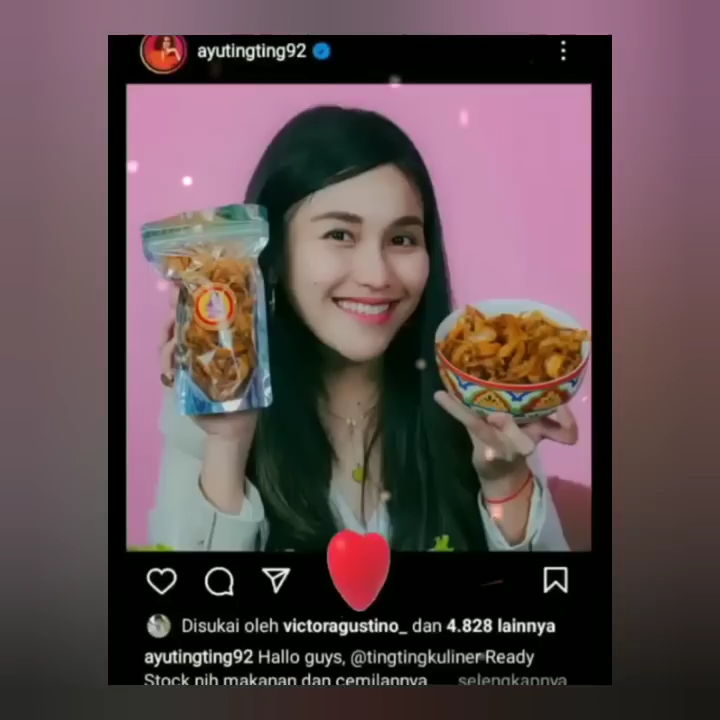 ayutingting92
Disukai oleh victoragustino_ dan 4.828 lainnya
ayutingting92 Hallo guys, @tingtingkuliner Ready
Stock nih makanan dan cemilannya... selengkapnya